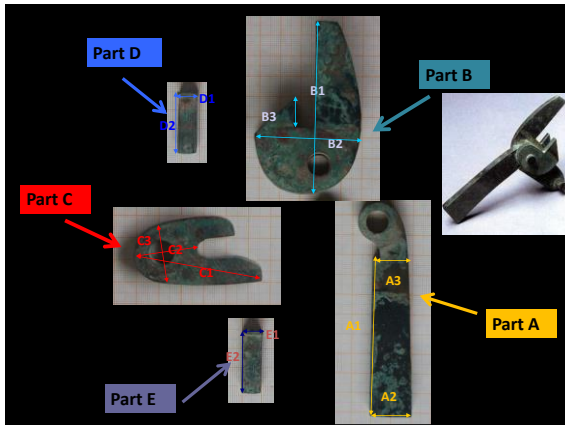 Part D
D1
D2
B1
B3
B2
Part B
Part C
C3
C2
C1
A3
A1
A2
Part A
E1
E2
Part E